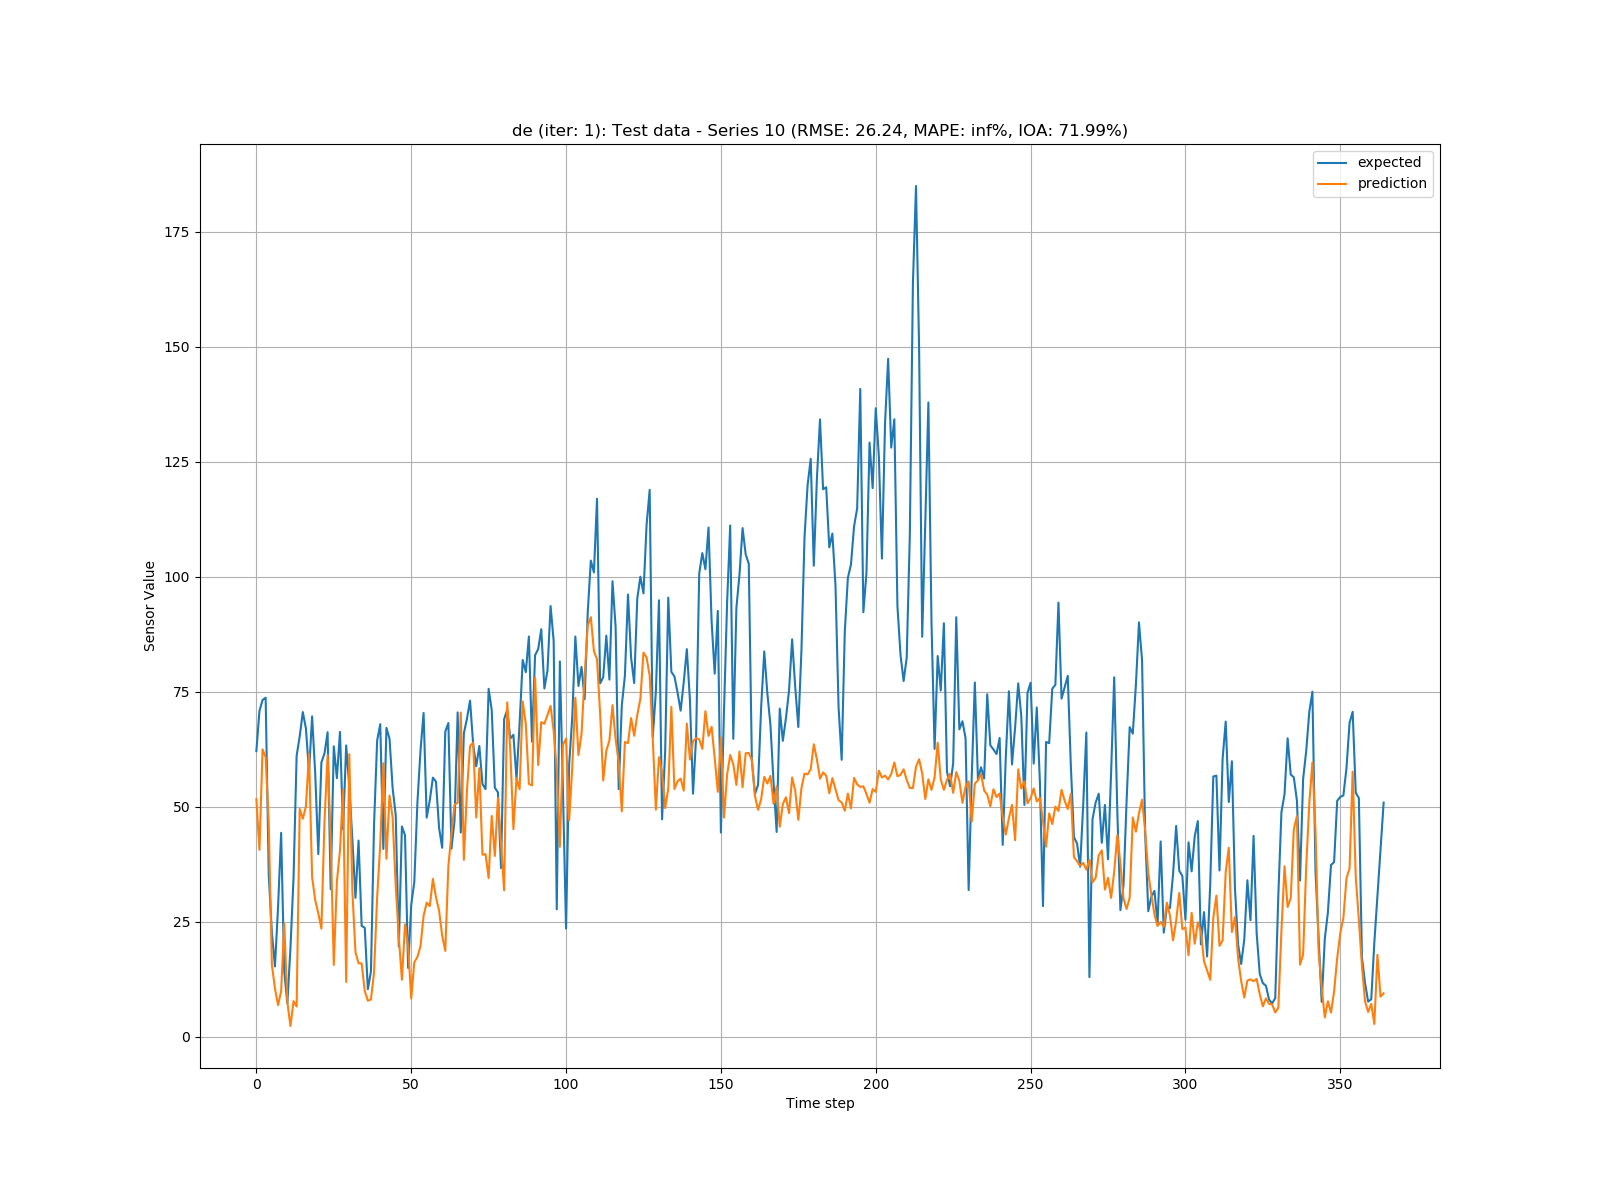 de (iter: 1): Test data - Series 10 (RMSE: 26.24, MAPE: inf%, IOA: 71.99%)
expected
prediction
175
150
125
100
75
50
25
0
Sensor Value
0 50 100 150 200 250 300 350
Time step